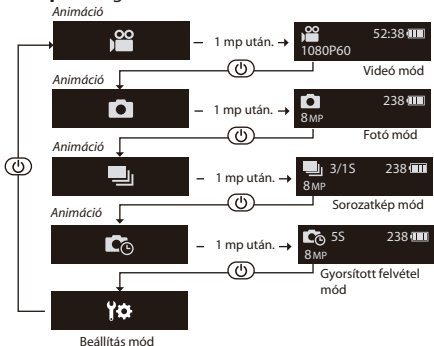 Animáció
1 mp után.
52:38
1080P60
Videó mód
Animáció
1 mp után.
238
8MP
Fotó mód
Animáció
1 mp után.
3/1S 238
8MP
Sorozatkép mód
Animáció
1 mp után.
5S 238
8MP
Gyorsított felvétel
mód
Beállítás mód